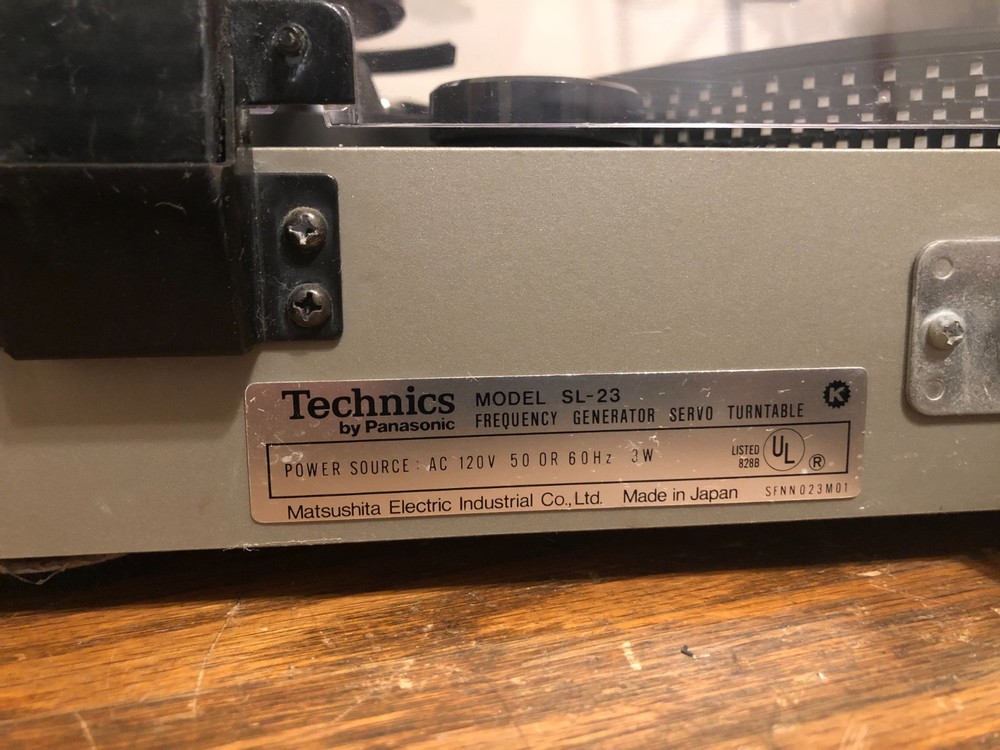 Technics MODEL SL-23 K
by Panasonic FREQUENCY GENERATOR SERVO TURNTABLE
POWER SOURCE: AC 120V 50 OR 60Hz 3W
LISTED
828B
UL ®
Matsushita Electric Industrial Co.,Ltd. Made in Japan SFNN023M01